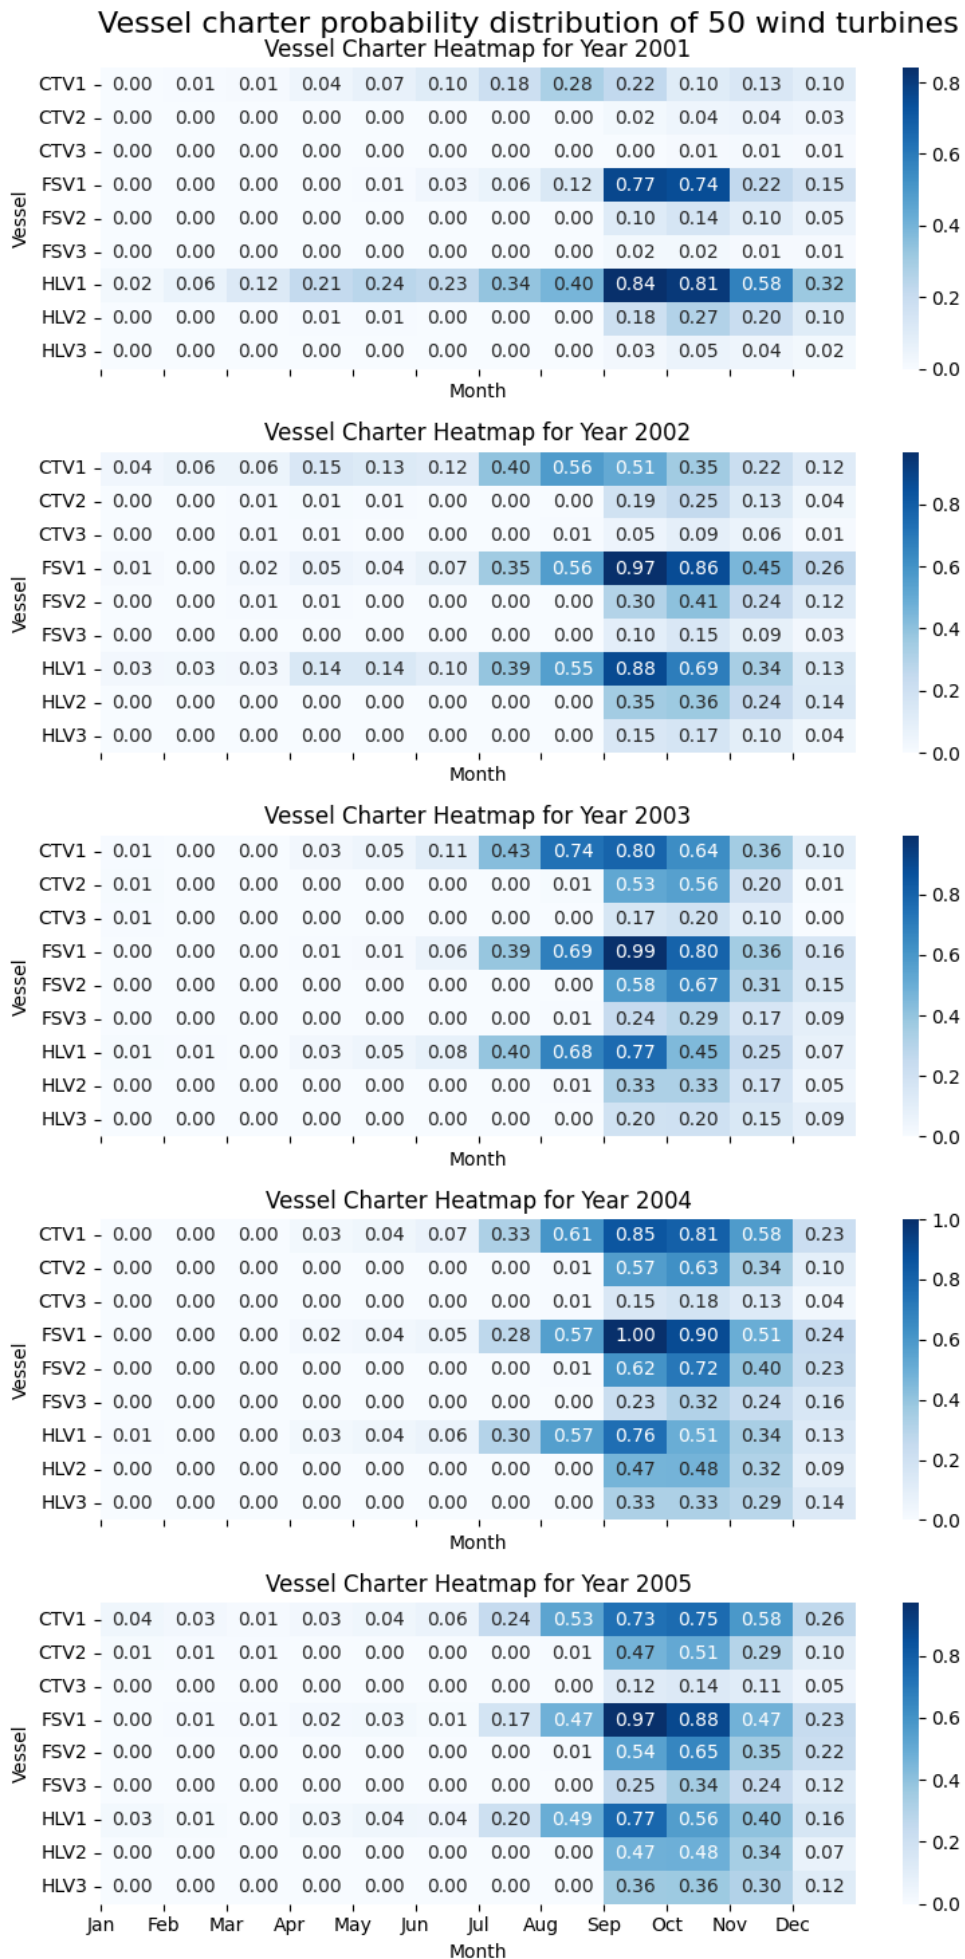 Vessel charter probability distribution of 50 wind turbines
Vessel Charter Heatmap for Year 2001
CTV1 0.00 0.01 0.01 0.04 0.07 0.10 0.18 0.28 0.22 0.10 0.13 0.10
CTV2 0.00 0.00 0.00 0.00 0.00 0.00 0.00 0.00 0.02 0.04 0.04 0.03
CTV3 0.00 0.00 0.00 0.00 0.00 0.00 0.00 0.00 0.00 0.01 0.01 0.01
FSV1 0.00 0.00 0.00 0.00 0.01 0.03 0.06 0.12 0.77 0.74 0.22 0.15
FSV2 0.00 0.00 0.00 0.00 0.00 0.00 0.00 0.00 0.10 0.14 0.10 0.05
FSV3 0.00 0.00 0.00 0.00 0.00 0.00 0.00 0.00 0.02 0.02 0.01 0.01
HLV1 0.02 0.06 0.12 0.21 0.24 0.23 0.34 0.40 0.84 0.81 0.58 0.32
HLV2 0.00 0.00 0.00 0.01 0.01 0.00 0.00 0.00 0.18 0.27 0.20 0.10
HLV3 0.00 0.00 0.00 0.00 0.00 0.00 0.00 0.00 0.03 0.05 0.04 0.02
Vessel
Month
0.8
0.6
0.4
0.2
0.0
Vessel Charter Heatmap for Year 2002
CTV1 0.04 0.06 0.06 0.15 0.13 0.12 0.40 0.56 0.51 0.35 0.22 0.12
CTV2 0.00 0.00 0.01 0.01 0.01 0.00 0.00 0.00 0.19 0.25 0.13 0.04
CTV3 0.00 0.00 0.01 0.01 0.00 0.00 0.00 0.01 0.05 0.09 0.06 0.01
FSV1 0.01 0.00 0.02 0.05 0.04 0.07 0.35 0.56 0.97 0.86 0.45 0.26
FSV2 0.00 0.00 0.01 0.01 0.00 0.00 0.00 0.00 0.30 0.41 0.24 0.12
FSV3 0.00 0.00 0.00 0.00 0.00 0.00 0.00 0.00 0.10 0.15 0.09 0.03
HLV1 0.03 0.03 0.03 0.14 0.14 0.10 0.39 0.55 0.88 0.69 0.34 0.13
HLV2 0.00 0.00 0.00 0.00 0.00 0.00 0.00 0.00 0.35 0.36 0.24 0.14
HLV3 0.00 0.00 0.00 0.00 0.00 0.00 0.00 0.00 0.15 0.17 0.10 0.04
Vessel
Month
0.8
0.6
0.4
0.2
0.0
Vessel Charter Heatmap for Year 2003
CTV1 0.01 0.00 0.00 0.03 0.05 0.11 0.43 0.74 0.80 0.64 0.36 0.10
CTV2 0.01 0.00 0.00 0.00 0.00 0.00 0.00 0.01 0.53 0.56 0.20 0.01
CTV3 0.01 0.00 0.00 0.00 0.00 0.00 0.00 0.00 0.17 0.20 0.10 0.00
FSV1 0.00 0.00 0.00 0.01 0.01 0.06 0.39 0.69 0.99 0.80 0.36 0.16
FSV2 0.00 0.00 0.00 0.00 0.00 0.00 0.00 0.00 0.58 0.67 0.31 0.15
FSV3 0.00 0.00 0.00 0.00 0.00 0.00 0.00 0.01 0.24 0.29 0.17 0.09
HLV1 0.01 0.01 0.00 0.03 0.05 0.08 0.40 0.68 0.77 0.45 0.25 0.07
HLV2 0.00 0.00 0.00 0.00 0.00 0.00 0.00 0.01 0.33 0.33 0.17 0.05
HLV3 0.00 0.00 0.00 0.00 0.00 0.00 0.00 0.00 0.20 0.20 0.15 0.09
Vessel
Month
0.8
0.6
0.4
0.2
0.0
Vessel Charter Heatmap for Year 2004
CTV1 0.00 0.00 0.00 0.03 0.04 0.07 0.33 0.61 0.85 0.81 0.58 0.23
CTV2 0.00 0.00 0.00 0.00 0.00 0.00 0.00 0.01 0.57 0.63 0.34 0.10
CTV3 0.00 0.00 0.00 0.00 0.00 0.00 0.00 0.01 0.15 0.18 0.13 0.04
FSV1 0.00 0.00 0.00 0.02 0.04 0.05 0.28 0.57 1.00 0.90 0.51 0.24
FSV2 0.00 0.00 0.00 0.00 0.00 0.00 0.00 0.01 0.62 0.72 0.40 0.23
FSV3 0.00 0.00 0.00 0.00 0.00 0.00 0.00 0.00 0.23 0.32 0.24 0.16
HLV1 0.01 0.00 0.00 0.03 0.04 0.06 0.30 0.57 0.76 0.51 0.34 0.13
HLV2 0.00 0.00 0.00 0.00 0.00 0.00 0.00 0.00 0.47 0.48 0.32 0.09
HLV3 0.00 0.00 0.00 0.00 0.00 0.00 0.00 0.00 0.33 0.33 0.29 0.14
Vessel
Month
1.0
0.8
0.6
0.4
0.2
0.0
Vessel Charter Heatmap for Year 2005
CTV1 0.04 0.03 0.01 0.03 0.04 0.06 0.24 0.53 0.73 0.75 0.58 0.26
CTV2 0.01 0.01 0.01 0.00 0.00 0.00 0.00 0.01 0.47 0.51 0.29 0.10
CTV3 0.00 0.00 0.00 0.00 0.00 0.00 0.00 0.00 0.12 0.14 0.11 0.05
FSV1 0.00 0.01 0.01 0.02 0.03 0.01 0.17 0.47 0.97 0.88 0.47 0.23
FSV2 0.00 0.00 0.00 0.00 0.00 0.00 0.00 0.01 0.54 0.65 0.35 0.22
FSV3 0.00 0.00 0.00 0.00 0.00 0.00 0.00 0.00 0.25 0.34 0.24 0.12
HLV1 0.03 0.01 0.00 0.03 0.04 0.04 0.20 0.49 0.77 0.56 0.40 0.16
HLV2 0.00 0.00 0.00 0.00 0.00 0.00 0.00 0.00 0.47 0.48 0.34 0.07
HLV3 0.00 0.00 0.00 0.00 0.00 0.00 0.00 0.00 0.36 0.36 0.30 0.12
Vessel
Jan Feb Mar Apr May Jun Jul Aug Sep Oct Nov Dec
Month
0.8
0.6
0.4
0.2
0.0